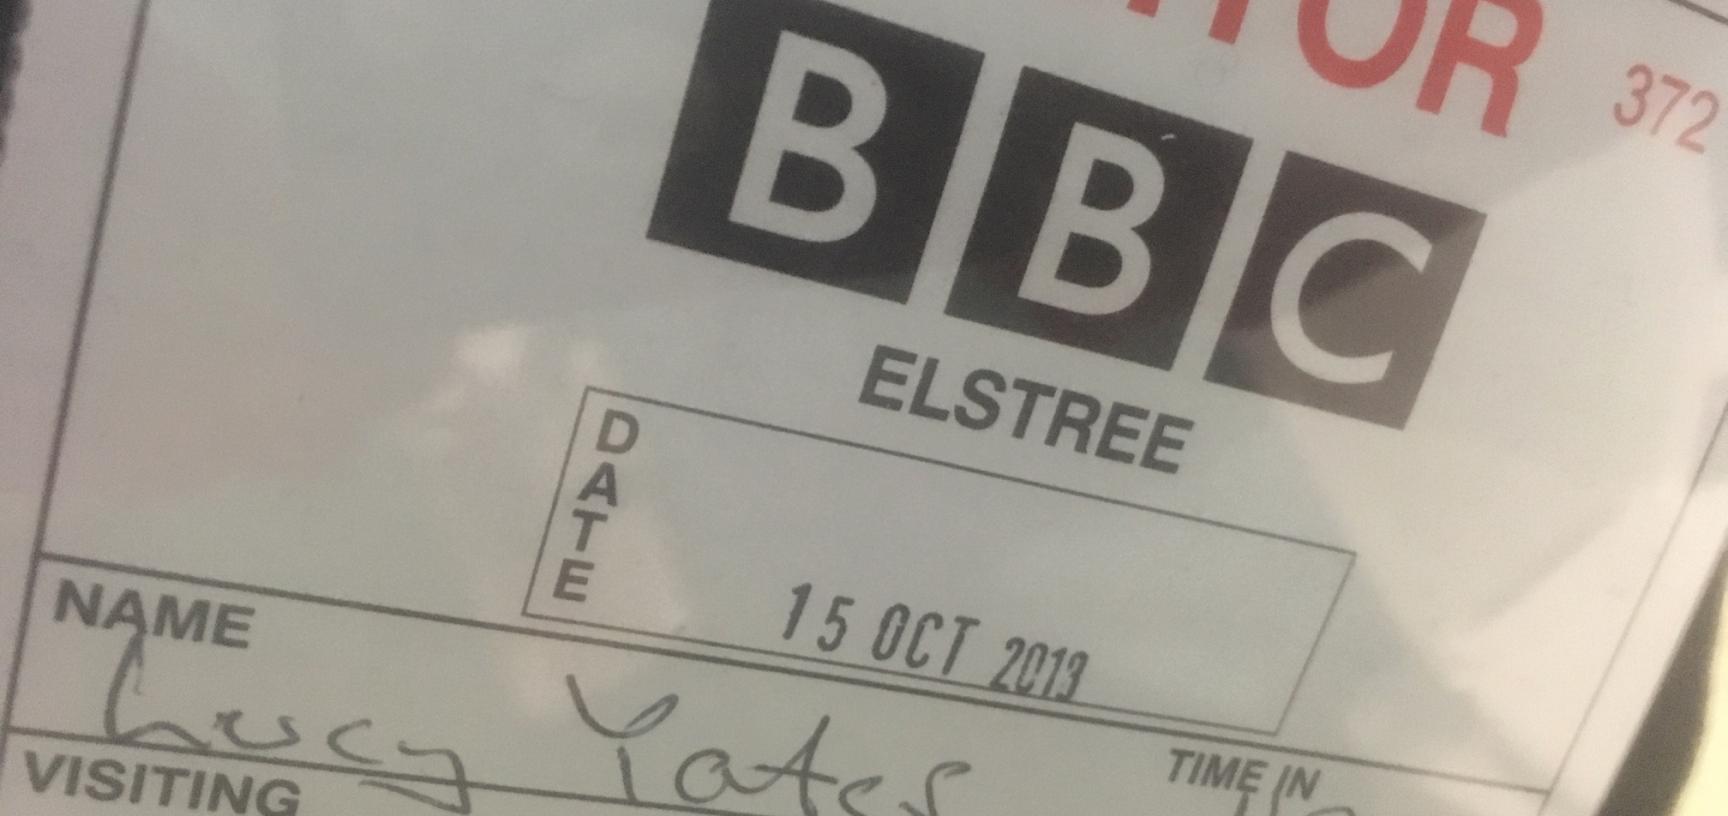 372
BBC
ELSTREE
DATE
15 OCT 2013
NAME
Lucy Yates
TIME IN
VISITING